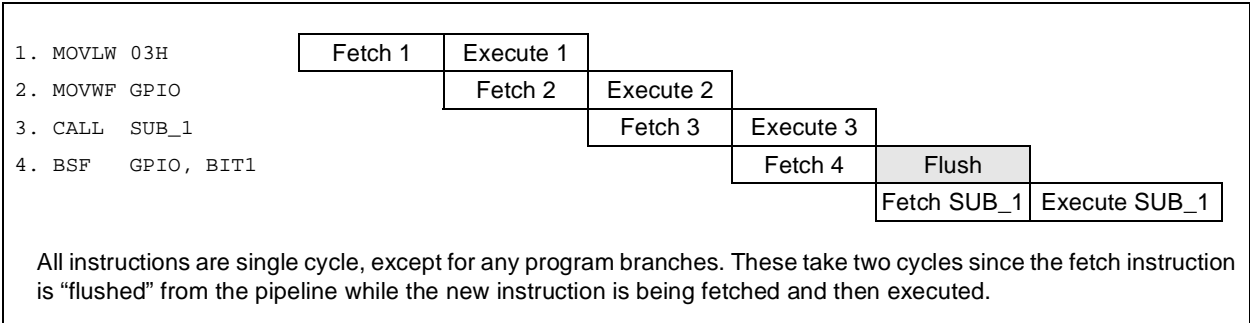 1. MOVLW 03H Fetch 1 Execute 1
2. MOVWF GPIO Fetch 2 Execute 2
3. CALL SUB_1 Fetch 3 Execute 3
4. BSF GPIO, BIT1 Fetch 4 Flush
Fetch SUB_1 Execute SUB_1
All instructions are single cycle, except for any program branches. These take two cycles since the fetch instruction
is “flushed” from the pipeline while the new instruction is being fetched and then executed.